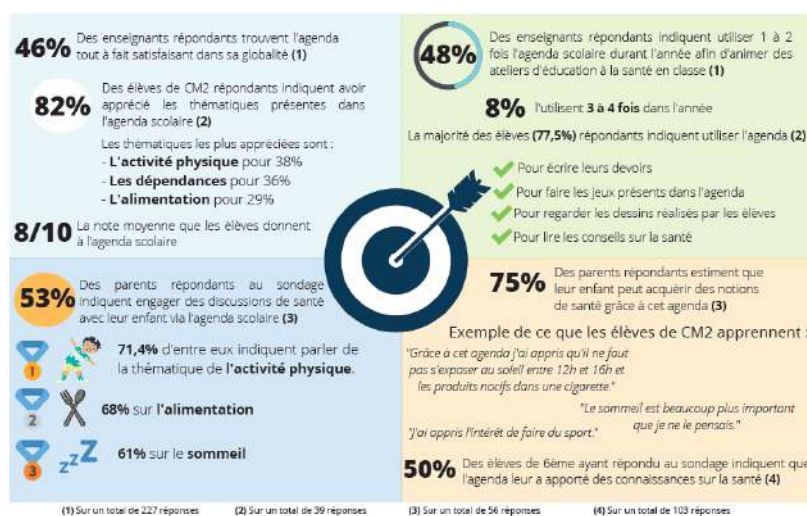 46% Des enseignants répondants trouvent l'agenda
tout à fait satisfaisant dans sa globalité (1)
82% Des élèves de CM2 répondants indiquent avoir
apprécié les thématiques présentes dans
l'agenda scolaire (2)
Les thématiques les plus appréciées sont :
- L'activité physique pour 38%
- Les dépendances pour 36%
- L'alimentation pour 29%
8/10 La note moyenne que les élèves donnent
à l'agenda scolaire
48% Des enseignants répondants indiquent utiliser 1 à 2
fois l'agenda scolaire durant l'année afin d'animer des
ateliers d'éducation à la santé en classe (1)
8% l'utilisent 3 à 4 fois dans l'année
La majorité des élèves (77,5%) répondants indiquent utiliser l'agenda (2)
Pour écrire leurs devoirs
Pour faire les jeux présents dans l'agenda
Pour regarder les dessins réalisés par les élèves
Pour lire les conseils sur la santé
53% Des parents répondants au sondage
indiquent engager des discussions de santé
avec leur enfant via l'agenda scolaire (3)
1 71,4% d'entre eux indiquent parler de
la thématique de l'activité physique.
2 68% sur l'alimentation
3 zzZ 61% sur le sommeil
75% Des parents répondants estiment que
leur enfant peut acquérir des notions
de santé grâce à cet agenda (3)
Exemple de ce que les élèves de CM2 apprennent :
"Grâce à cet agenda j'ai appris qu'il ne faut
pas s'exposer au soleil entre 12h et 16h et
les produits nocifs dans une cigarette."
"Le sommeil est beaucoup plus important
que je ne le pensais."
"J'ai appris l'intérêt de faire du sport."
50% Des élèves de 6ème ayant répondu au sondage indiquent que
l'agenda leur a apporté des connaissances sur la santé (4)
(1) Sur un total de 227 réponses (2) Sur un total de 39 réponses (3) Sur un total de 56 réponses (4) Sur un total de 103 réponses